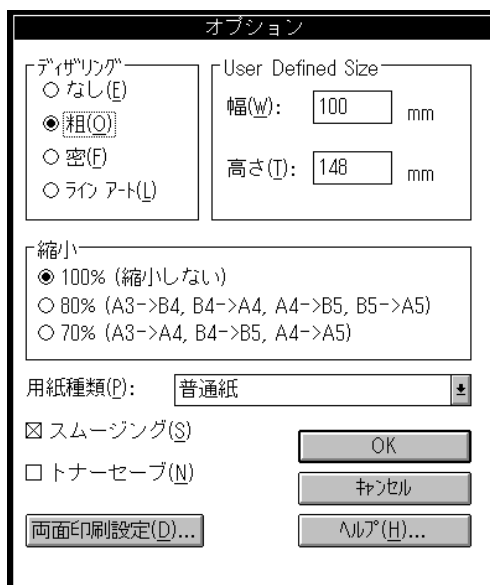 オプション
ディザリング
なし(E)
粗(O)
密(F)
ライン アート(L)
User Defined Size
幅(W): 100 mm
高さ(T): 148 mm
縮小
100% (縮小しない)
80% (A3->B4, B4->A4, A4->B5, B5->A5)
70% (A3->A4, B4->B5, A4->A5)
用紙種類(P): 普通紙
スムージング(S)
トナーセーブ(N)
両面印刷設定(D)...
OK
キャンセル
ヘルプ(H)...